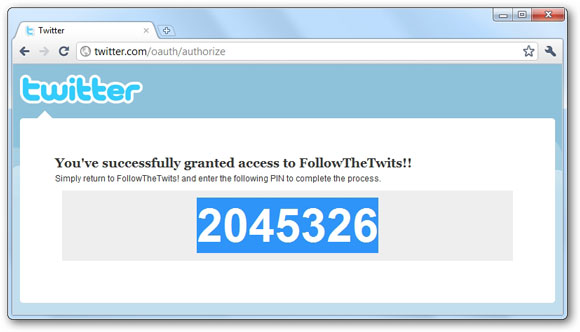 Twitter
twitter.com/oauth/authorize
twitter
You've successfully granted access to FollowTheTwits!!
Simply return to FollowTheTwits! and enter the following PIN to complete the process.
2045326